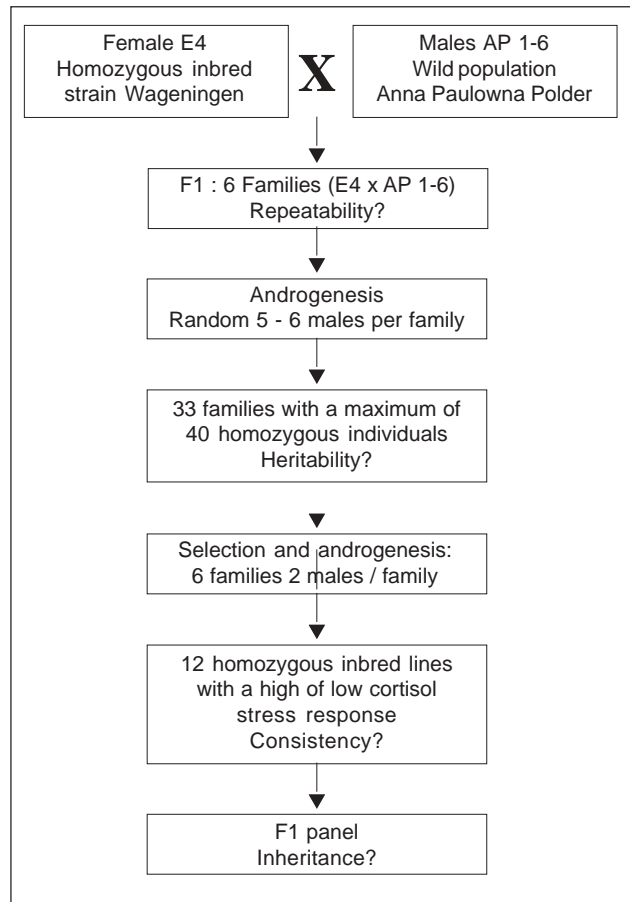 Female E4
Homozygous inbred
strain Wageningen
X
Males AP 1-6
Wild population
Anna Paulowna Polder
F1 : 6 Families (E4 x AP 1-6)
Repeatability?
Androgenesis
Random 5 - 6 males per family
33 families with a maximum of
40 homozygous individuals
Heritability?
Selection and androgenesis:
6 families 2 males / family
12 homozygous inbred lines
with a high of low cortisol
stress response
Consistency?
F1 panel
Inheritance?